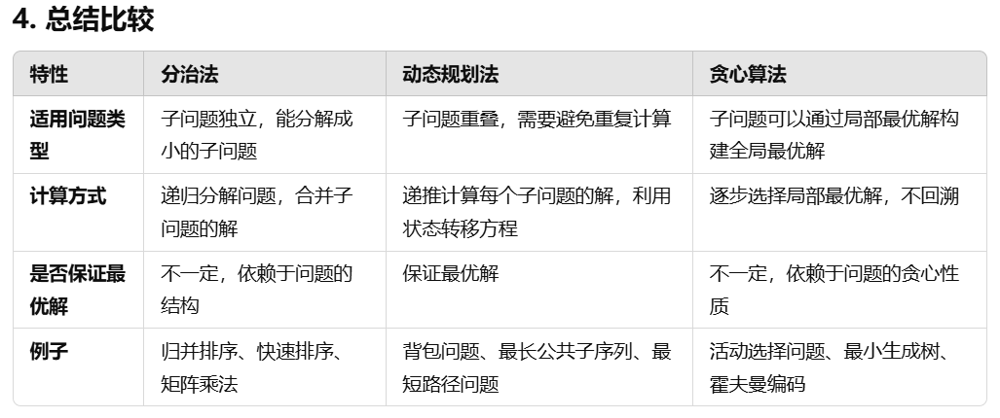 4. 总结比较
特性
分治法
动态规划法
贪心算法
适用问题类
型
子问题独立，能分解成
小的子问题
子问题重叠，需要避免重复计算
子问题可以通过局部最优解构
建全局最优解
计算方式
递归分解问题，合并子
问题的解
递推计算每个子问题的解，利用
状态转移方程
逐步选择局部最优解，不回溯
是否保证最
优解
不一定，依赖于问题的
结构
保证最优解
不一定，依赖于问题的贪心性
质
例子
归并排序、快速排序、
矩阵乘法
背包问题、最长公共子序列、最
短路径问题
活动选择问题、最小生成树、
霍夫曼编码